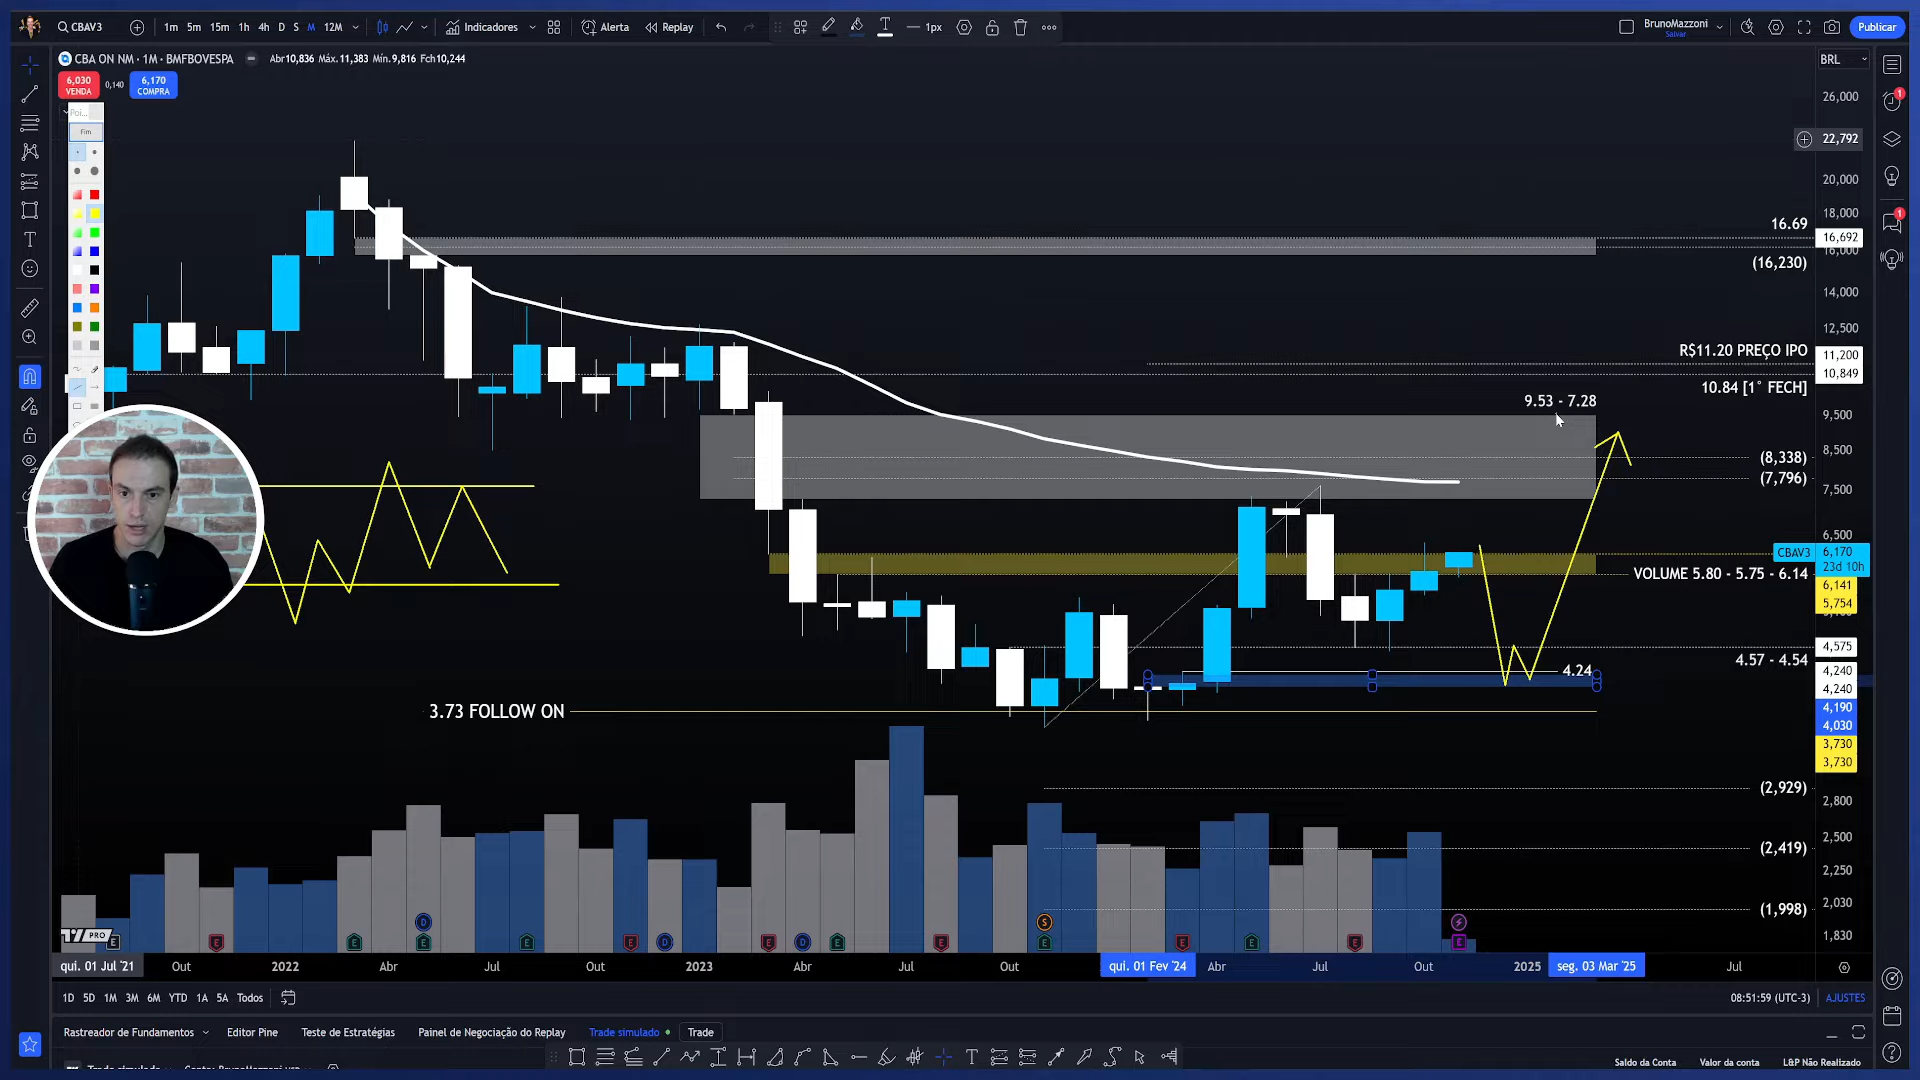 CBAV3
1m 5m 15m 1h 4h D S M 12M
Indicadores
Alerta
Replay
1px
BrunoMazzoni
Salvar
Publicar
CBA ON NM · 1M · BMFBOVESPA
Abr10,836 Máx.11,383 Mín.9,816 Fch10,244
BRL
6,030
VENDA
0,140
6,170
COMPRA
Fim
26,000
22,792
20,000
18,000
16.69
16,692
16,000
(16,230)
14,000
12,500
R$11.20 PREÇO IPO
11,200
10,849
10.84 [1° FECH]
9.53 - 7.28
9,500
8,500
(8,338)
(7,796)
7,500
6,500
CBAV3
6,170
23d 10h
VOLUME 5.80 - 5.75 - 6.14
6,141
5,754
4,575
4.57 - 4.54
4.24
4,240
4,240
4,190
4,030
3.73 FOLLOW ON
3,730
3,730
(2,929)
2,800
2,500
(2,419)
2,250
2,030
(1,998)
1,830
PRO
qui. 01 Jul '21
Out
2022
Abr
Jul
Out
2023
Abr
Jul
Out
qui. 01 Fev '24
Abr
Jul
Out
2025
seg. 03 Mar '25
Jul
1D 5D 1M 3M 6M YTD 1A 5A Todos
08:51:59 (UTC-3)
AJUSTES
Rastreador de Fundamentos
Editor Pine
Teste de Estratégias
Painel de Negociação do Replay
Trade simulado
Trade
Saldo da Conta
Valor da conta
L&P Não Realizado